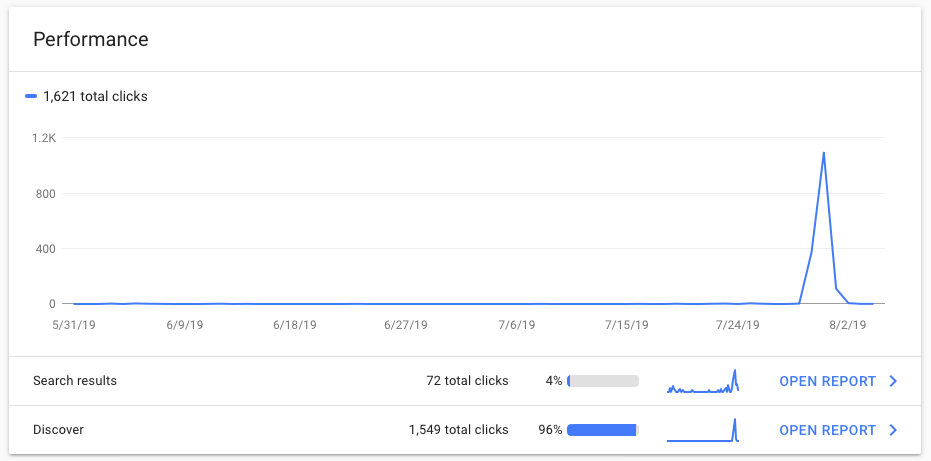 Performance
1,621 total clicks
1.2K
800
400
0
5/31/19 6/9/19 6/18/19 6/27/19 7/6/19 7/15/19 7/24/19 8/2/19
Search results 72 total clicks 4% OPEN REPORT
Discover 1,549 total clicks 96% OPEN REPORT